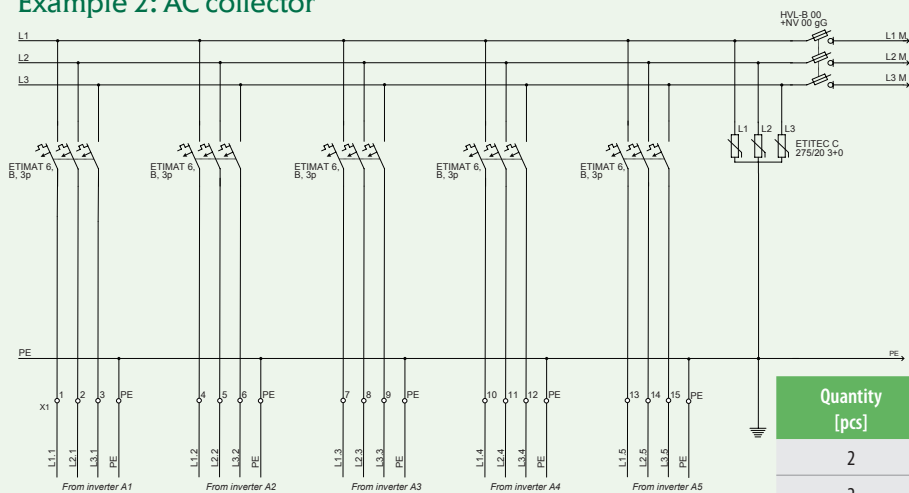 Example 2: AC collector
HVL-B 00
+NV 00 gG
L1
L1 M
L2
L2 M
L3
L3 M
L1 L2 L3
ETITEC C
275/20 3+0
ETIMAT 6,
B, 3p
ETIMAT 6,
B, 3p
ETIMAT 6,
B, 3p
ETIMAT 6,
B, 3p
ETIMAT 6,
B, 3p
PE
PE
X1
1 2 3 PE
4 5 6 PE
7 8 9 PE
10 11 12 PE
13 14 15 PE
L1.1 L2.1 L3.1 PE
L1.2 L2.2 L3.2 PE
L1.3 L2.3 L3.3 PE
L1.4 L2.4 L3.4 PE
L1.5 L2.5 L3.5 PE
From inverter A1
From inverter A2
From inverter A3
From inverter A4
From inverter A5
Quantity
[pcs]
2